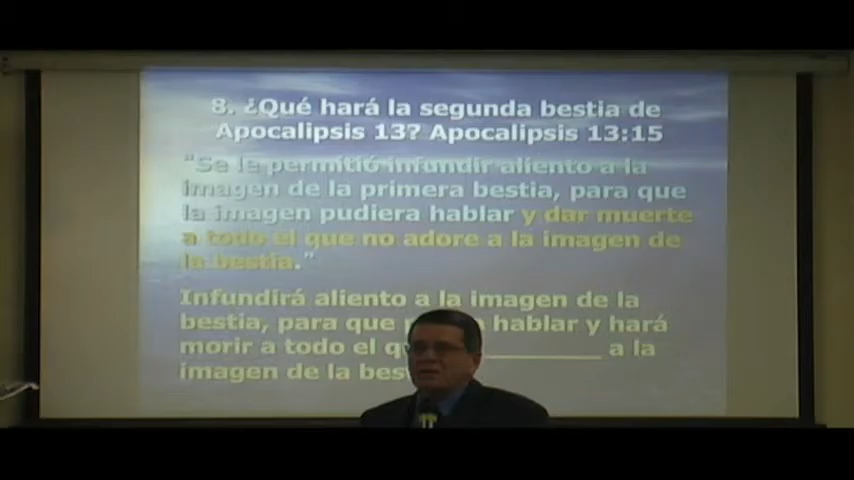 8. ¿Qué hará la segunda bestia de
Apocalipsis 13? Apocalipsis 13:15
"Se le permitió infundir aliento a la
imagen de la primera bestia, para que
la imagen pudiera hablar y dar muerte
a todo el que no adore a la imagen de
la bestia."
Infundirá aliento a la imagen de la
bestia, para que hablar y hará
morir a todo el ____________ a la
imagen de la